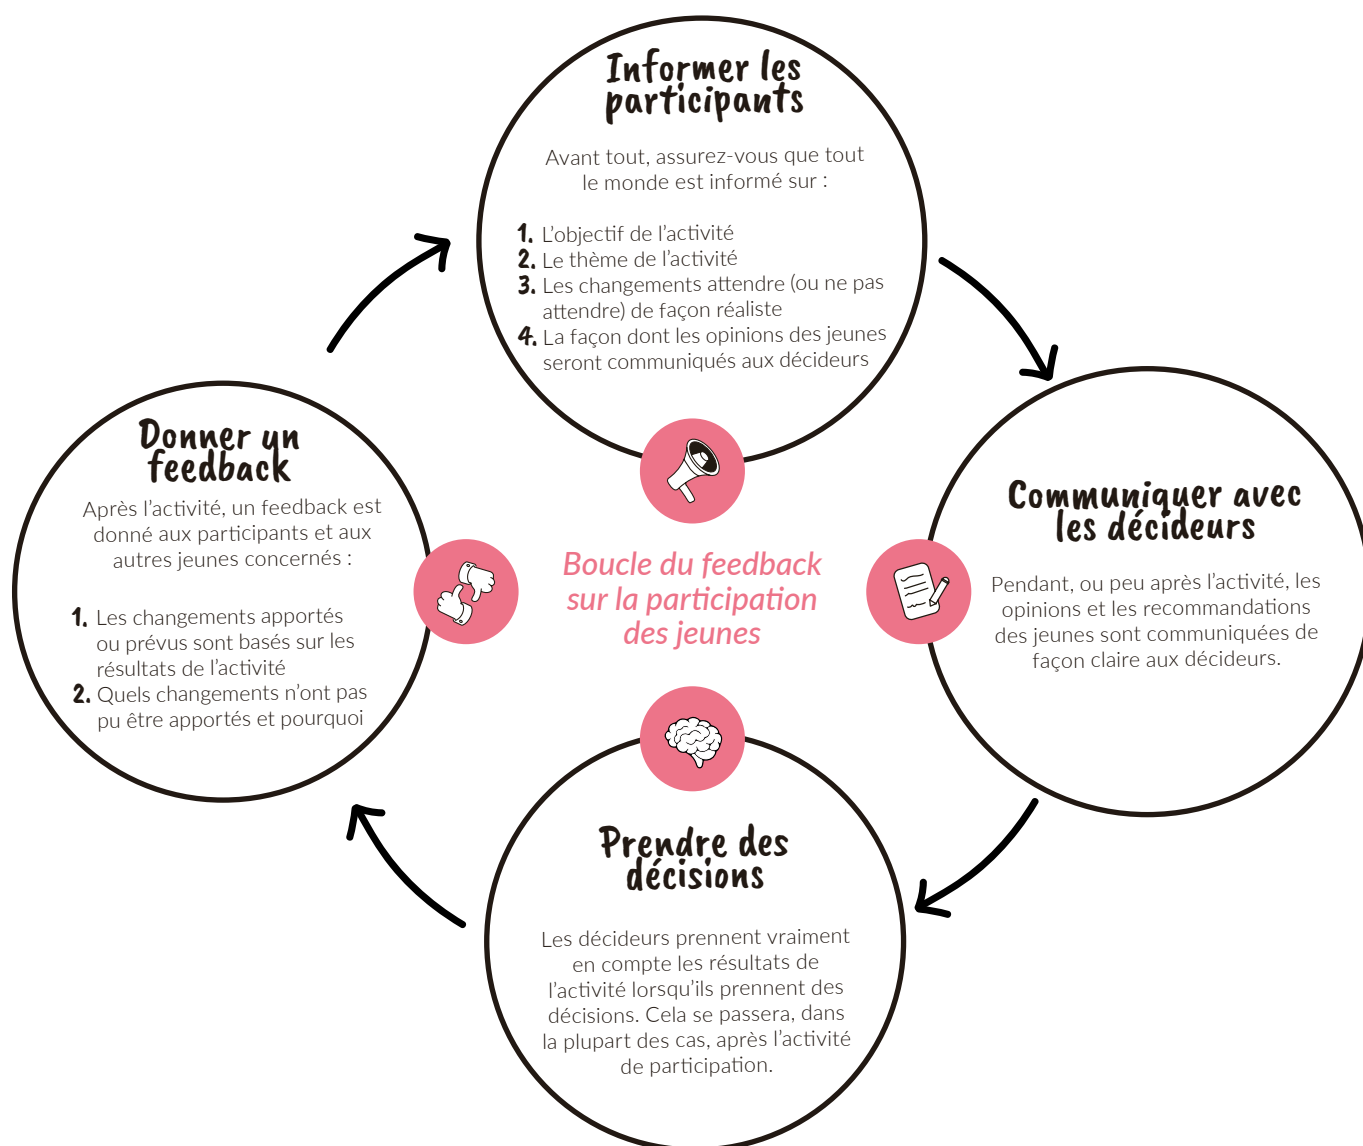 Informer les
participants
Avant tout, assurez-vous que tout
le monde est informé sur :
1. L'objectif de l'activité
2. Le thème de l'activité
3. Les changements attendre (ou ne pas
attendre) de façon réaliste
4. La façon dont les opinions des jeunes
seront communiqués aux décideurs
Communiquer avec
les décideurs
Pendant, ou peu après l'activité, les
opinions et les recommandations
des jeunes sont communiquées de
façon claire aux décideurs.
Prendre des
décisions
Les décideurs prennent vraiment
en compte les résultats de
l'activité lorsqu'ils prennent des
décisions. Cela se passera, dans
la plupart des cas, après l'activité
de participation.
Donner un
feedback
Après l'activité, un feedback est
donné aux participants et aux
autres jeunes concernés :
1. Les changements apportés
ou prévus sont basés sur les
résultats de l'activité
2. Quels changements n'ont pas
pu être apportés et pourquoi
Boucle du feedback
sur la participation
des jeunes